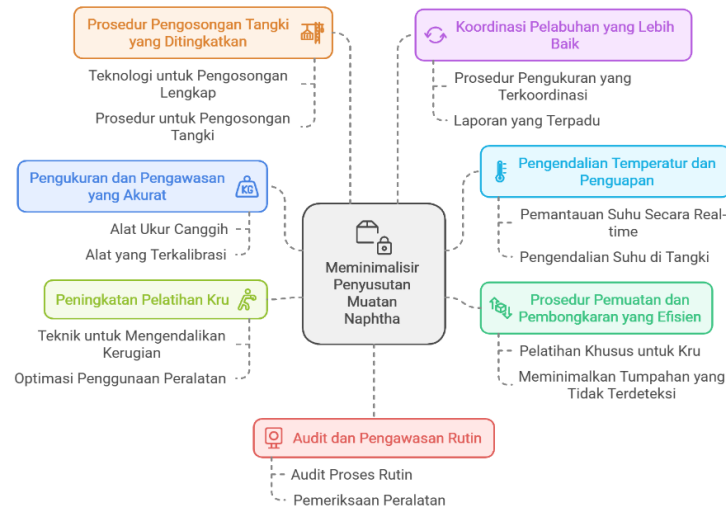 Prosedur Pengosongan Tangki
yang Ditingkatkan
Teknologi untuk Pengosongan
Lengkap
Prosedur untuk Pengosongan
Tangki
Koordinasi Pelabuhan yang Lebih
Baik
Prosedur Pengukuran yang
Terkoordinasi
Laporan yang Terpadu
Pengukuran dan Pengawasan
yang Akurat
KG
Alat Ukur Canggih
Alat yang Terkalibrasi
Pengendalian Temperatur dan
Penguapan
Pemantauan Suhu Secara Real-
time
Pengendalian Suhu di Tangki
Meminimalisir
Penyusutan
Muatan
Naphtha
Peningkatan Pelatihan Kru
Teknik untuk Mengendalikan
Kerugian
Optimasi Penggunaan Peralatan
Prosedur Pemuatan dan
Pembongkaran yang Efisien
Pelatihan Khusus untuk Kru
Meminimalkan Tumpahan yang
Tidak Terdeteksi
Audit dan Pengawasan Rutin
Audit Proses Rutin
Pemeriksaan Peralatan